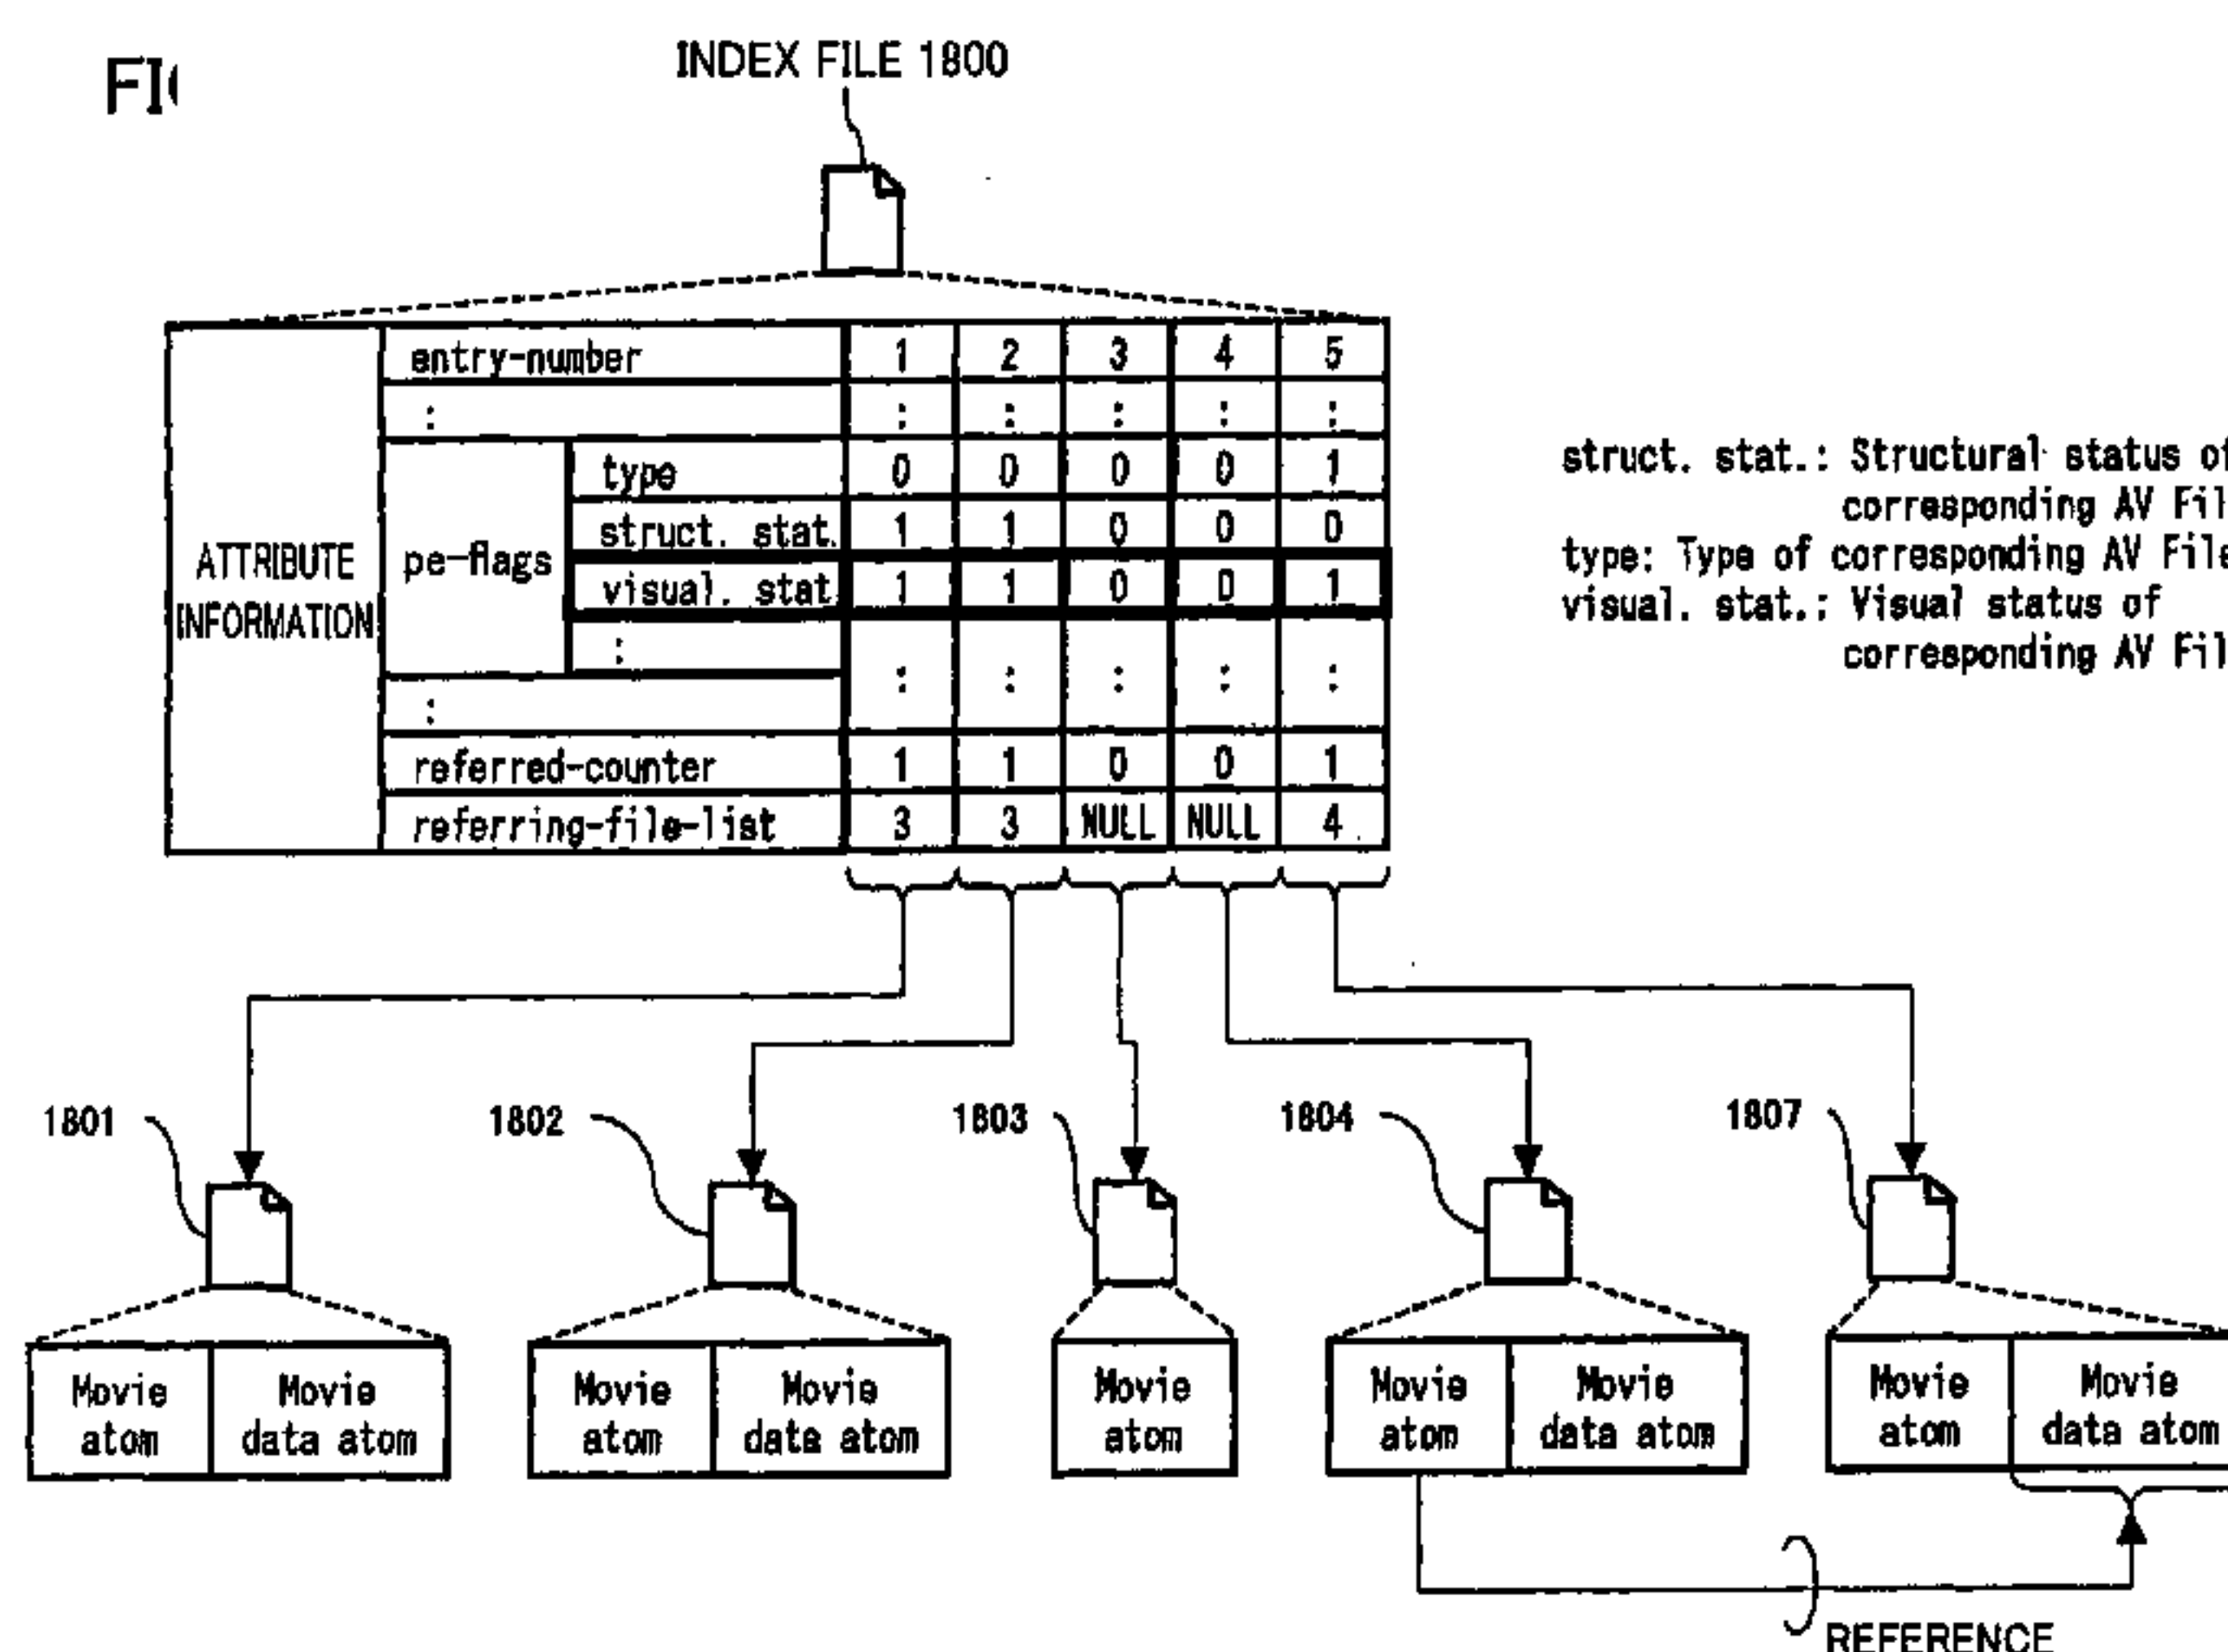 INDEX FILE 1800
entry-number 1 2 3 4 5
: : : : : :
ATTRIBUTE
INFORMATION
pe-flags
type 0 0 0 0 1
struct. stat. 1 1 0 0 0
visual. stat. 1 1 0 0 1
: : : : : :
:
referred-counter 1 1 0 0 1
referring-file-list 3 3 NULL NULL 4
struct. stat.: Structural status of
corresponding AV Fil
type: Type of corresponding AV File
visual. stat.: Visual status of
corresponding AV Fil
1801
1802
1803
1804
1807
Movie
atom
Movie
data atom
Movie
atom
Movie
data atom
Movie
atom
Movie
atom
Movie
data atom
Movie
atom
Movie
data atom
REFERENCE